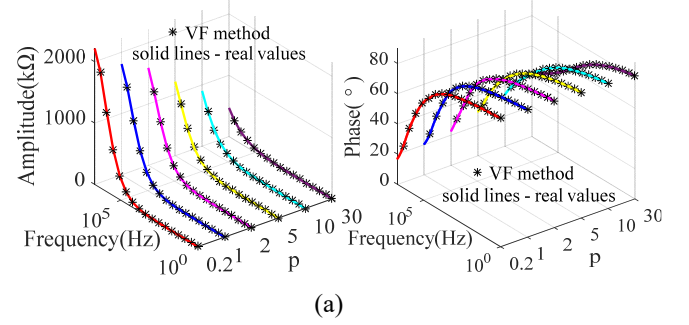 VF method
solid lines - real values
Amplitude(kΩ)
2000
1000
0
10⁵
Frequency(Hz)
10⁰
0.2 1 2 5 10 30
p
Phase(°)
80
60
40
20
0
VF method
solid lines - real values
10⁵
Frequency(Hz)
10⁰
0.2 1 2 5 10 30
p
(a)